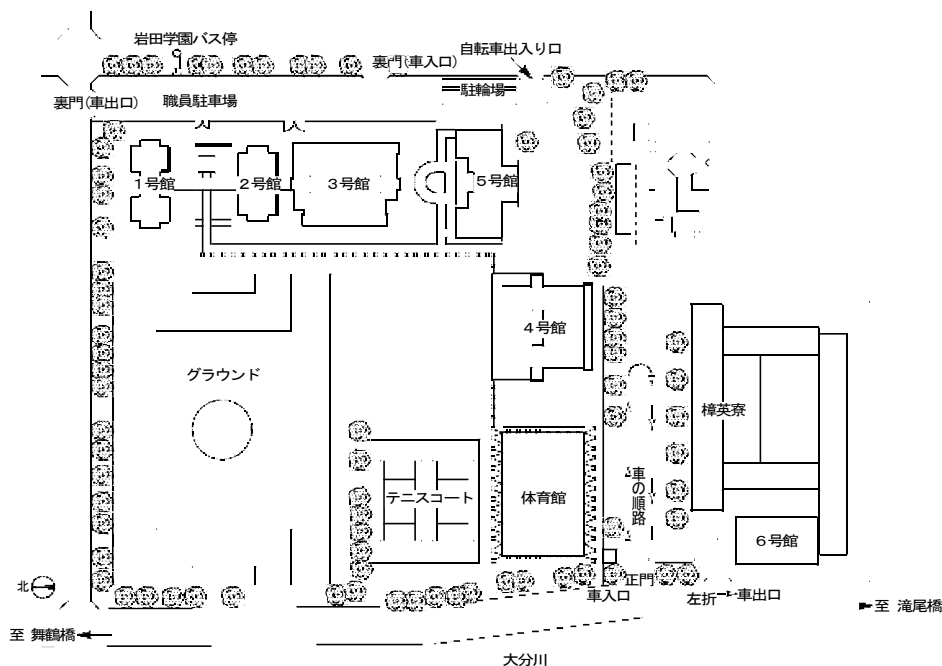 岩田学園バス停
自転車出入り口
裏門(車入口)
駐輪場
裏門(車出口)
職員駐車場
1号館
2号館
3号館
5号館
4号館
グラウンド
樟英寮
テニスコート
体育館
車の順路
6号館
北
正門
車入口
左折
車出口
至 滝尾橋
至 舞鶴橋
大分川